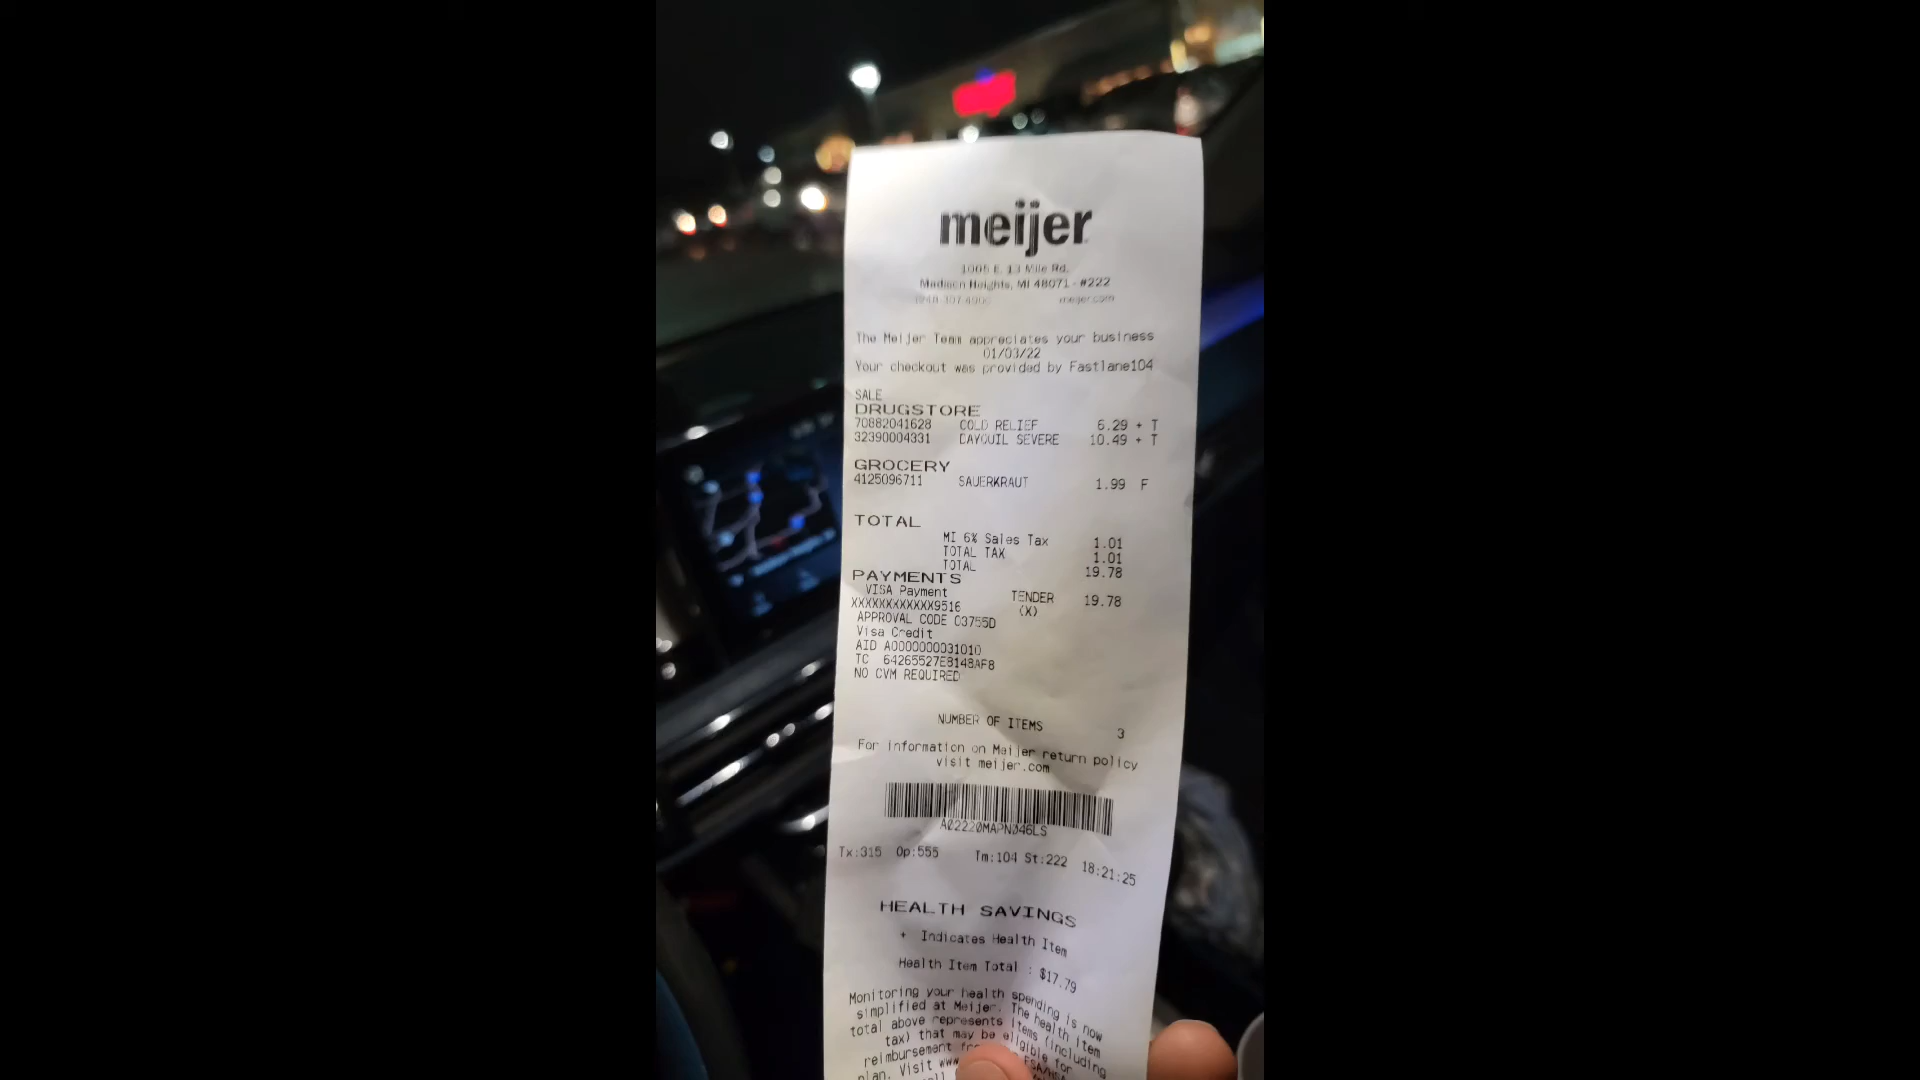 meijer
1005 E. 13 Mile Rd.
Madison Heights, MI 48071 - #222
meijer.com
The Meijer Team appreciates your business
01/03/22
Your checkout was provided by Fastlane104
SALE
DRUGSTORE
70882041628 COLD RELIEF 6.29 + T
32390004331 DAYQUIL SEVERE 10.49 + T
GROCERY
4125096711 SAUERKRAUT 1.99 F
TOTAL
MI 6% Sales Tax 1.01
TOTAL TAX 1.01
TOTAL 19.78
PAYMENTS
VISA Payment TENDER 19.78
XXXXXXXXXXXX9516 (X)
APPROVAL CODE 03755D
Visa Credit
AID A0000000031010
TC 64265527E8148AF8
NO CVM REQUIRED
NUMBER OF ITEMS 3
For information on Meijer return policy
visit meijer.com
A02220MAPN046LS
Tx:315 Op:555 Tm:104 St:222 18:21:25
HEALTH SAVINGS
+ Indicates Health Item
Health Item Total : $17.79
Monitoring your health spending is now
simplified at Meijer. The health item
total above represents items (including
tax) that may be eligible for
reimbursement
plan. Visit